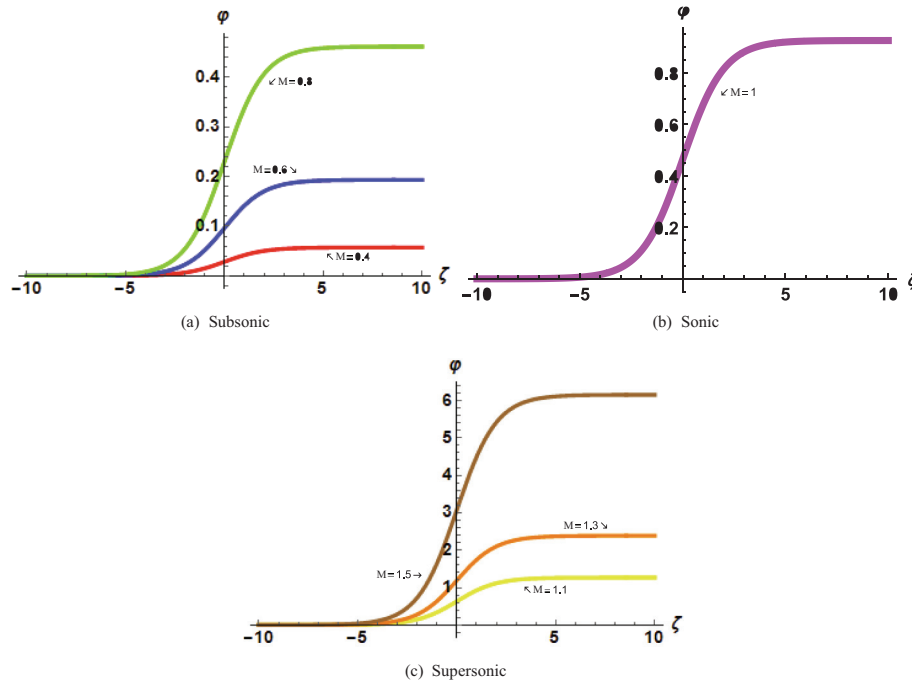 φ
0.4
0.3
0.2
0.1
↙M=0.8
M=0.6↘
↖M=0.4
-10 -5 5 10 ζ
(a) Subsonic
φ
0.8
0.6
0.4
0.2
↙M=1
-10 -5 5 10 ζ
(b) Sonic
φ
6
5
4
3
2
1
M=1.3↘
M=1.5→
↖M=1.1
-10 -5 5 10 ζ
(c) Supersonic